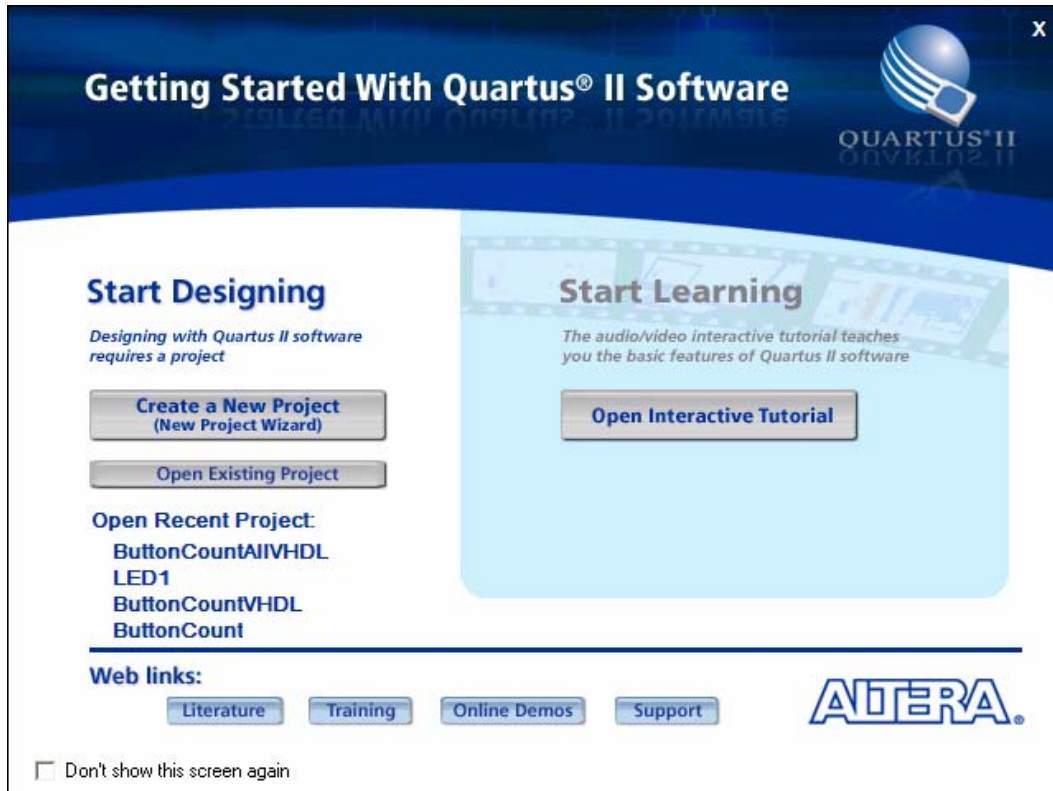 X
Getting Started With Quartus® II Software
QUARTUS® II
Start Designing
Designing with Quartus II software
requires a project
Create a New Project
(New Project Wizard)
Open Existing Project
Open Recent Project:
ButtonCountAllVHDL
LED1
ButtonCountVHDL
ButtonCount
Start Learning
The audio/video interactive tutorial teaches
you the basic features of Quartus II software
Open Interactive Tutorial
Web links:
Literature
Training
Online Demos
Support
ALTERA®
Don't show this screen again